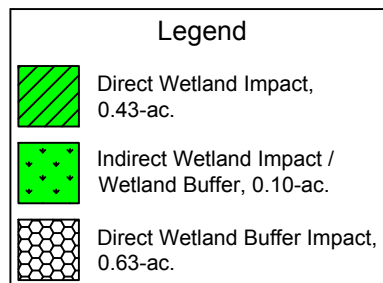 Legend
Direct Wetland Impact,
0.43-ac.
Indirect Wetland Impact /
Wetland Buffer, 0.10-ac.
Direct Wetland Buffer Impact,
0.63-ac.